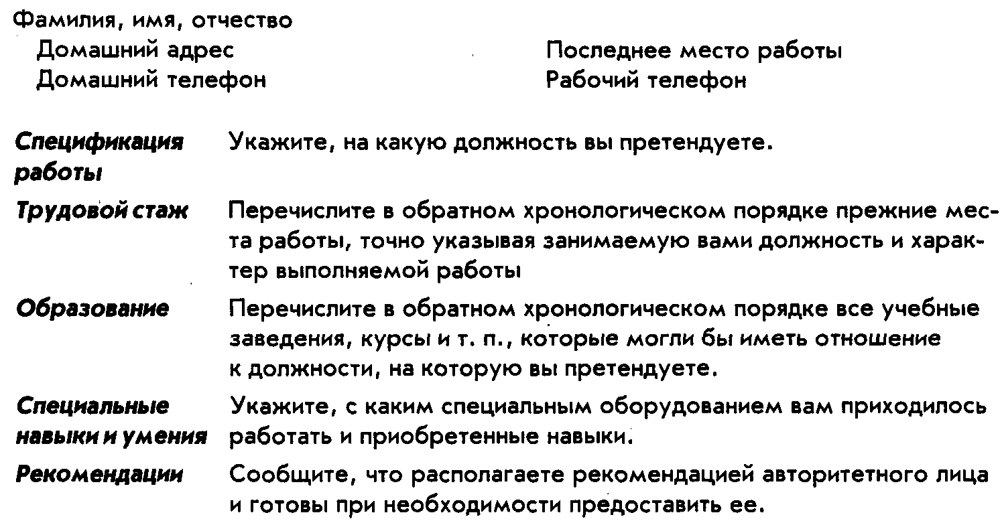 Фамилия, имя, отчество
Домашний адрес Последнее место работы
Домашний телефон Рабочий телефон
Спецификация Укажите, на какую должность вы претендуете.
работы
Трудовой стаж Перечислите в обратном хронологическом порядке прежние мес-
та работы, точно указывая занимаемую вами должность и харак-
тер выполняемой работы
Образование Перечислите в обратном хронологическом порядке все учебные
заведения, курсы и т. п., которые могли бы иметь отношение
к должности, на которую вы претендуете.
Специальные Укажите, с каким специальным оборудованием вам приходилось
навыки и умения работать и приобретенные навыки.
Рекомендации Сообщите, что располагаете рекомендацией авторитетного лица
и готовы при необходимости предоставить ее.